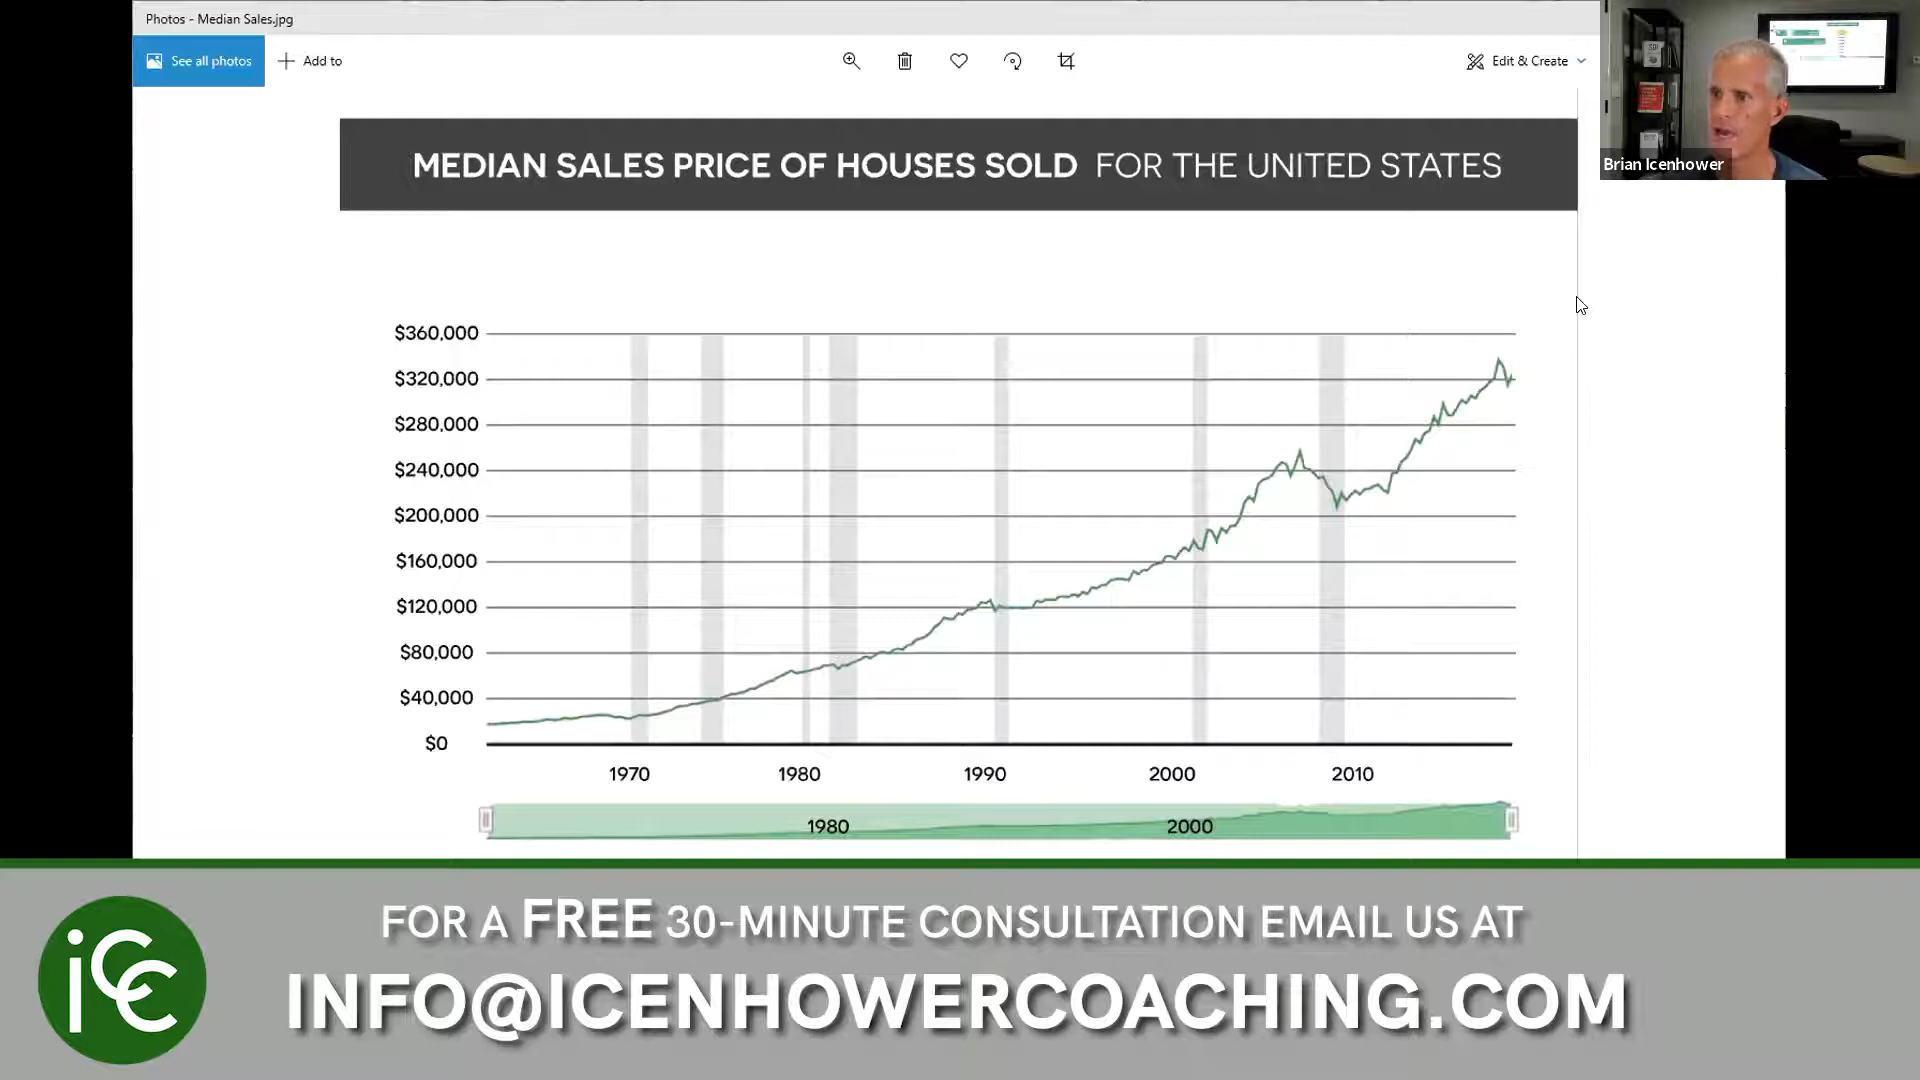 Photos - Median Sales.jpg
See all photos
Add to
Edit & Create
Brian Icenhower
MEDIAN SALES PRICE OF HOUSES SOLD FOR THE UNITED STATES
$360,000
$320,000
$280,000
$240,000
$200,000
$160,000
$120,000
$80,000
$40,000
$0
1970 1980 1990 2000 2010
1980 2000
FOR A FREE 30-MINUTE CONSULTATION EMAIL US AT
INFO@ICENHOWERCOACHING.COM
iCC